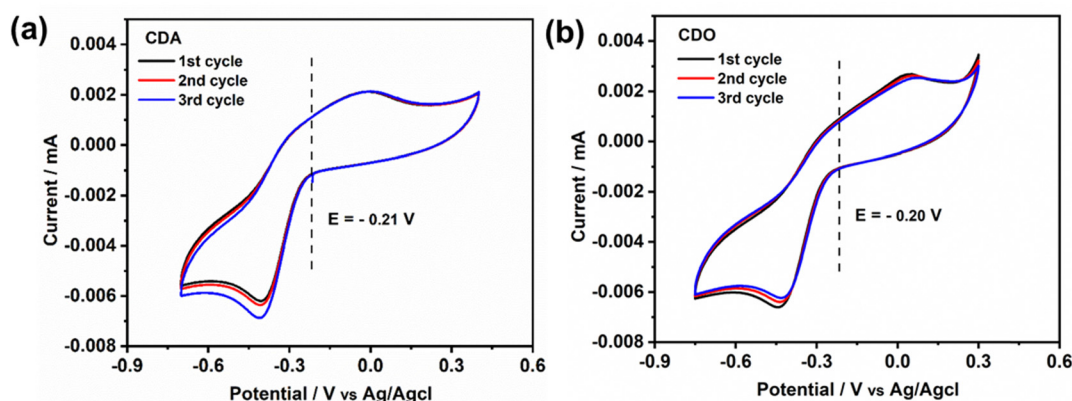 (a)
CDA
1st cycle
2nd cycle
3rd cycle
E = - 0.21 V
0.004
0.002
0.000
-0.002
-0.004
-0.006
-0.008
Current / mA
-0.9 -0.6 -0.3 0.0 0.3 0.6
Potential / V vs Ag/Agcl
(b)
CDO
1st cycle
2nd cycle
3rd cycle
E = - 0.20 V
0.004
0.002
0.000
-0.002
-0.004
-0.006
-0.008
Current / mA
-0.9 -0.6 -0.3 0.0 0.3 0.6
Potential / V vs Ag/Agcl